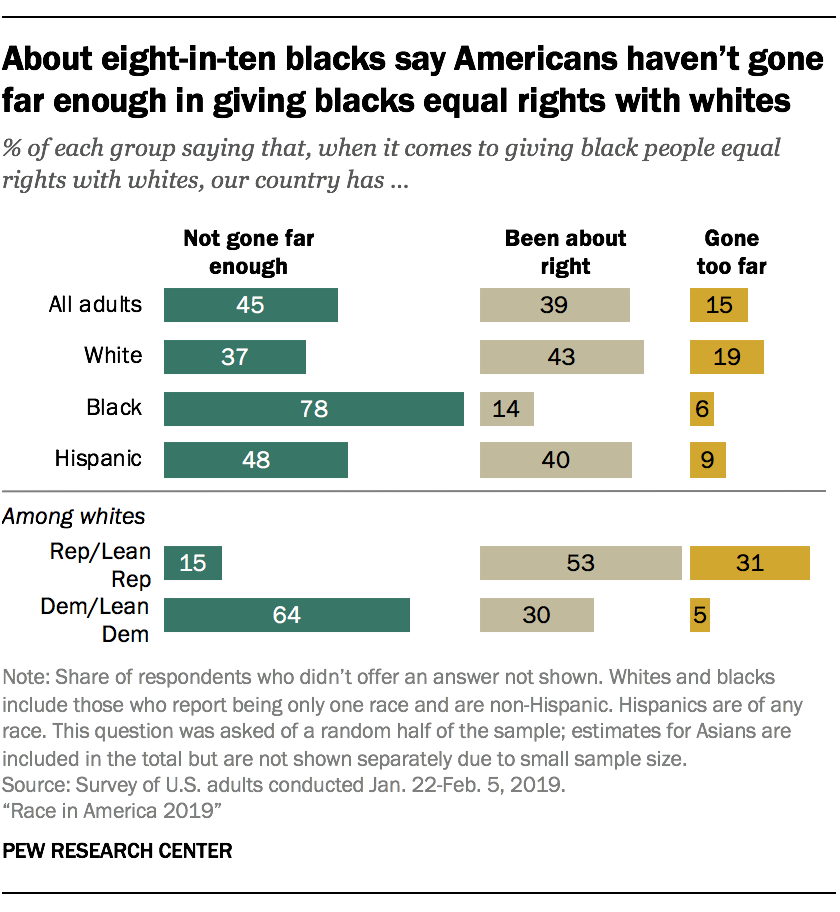 About eight-in-ten blacks say Americans haven’t gone
far enough in giving blacks equal rights with whites
% of each group saying that, when it comes to giving black people equal
rights with whites, our country has ...
Not gone far
enough
Been about
right
Gone
too far
All adults 45 39 15
White 37 43 19
Black 78 14 6
Hispanic 48 40 9
Among whites
Rep/Lean
Rep
15 53 31
Dem/Lean
Dem
64 30 5
Note: Share of respondents who didn’t offer an answer not shown. Whites and blacks
include those who report being only one race and are non-Hispanic. Hispanics are of any
race. This question was asked of a random half of the sample; estimates for Asians are
included in the total but are not shown separately due to small sample size.
Source: Survey of U.S. adults conducted Jan. 22-Feb. 5, 2019.
“Race in America 2019”
PEW RESEARCH CENTER